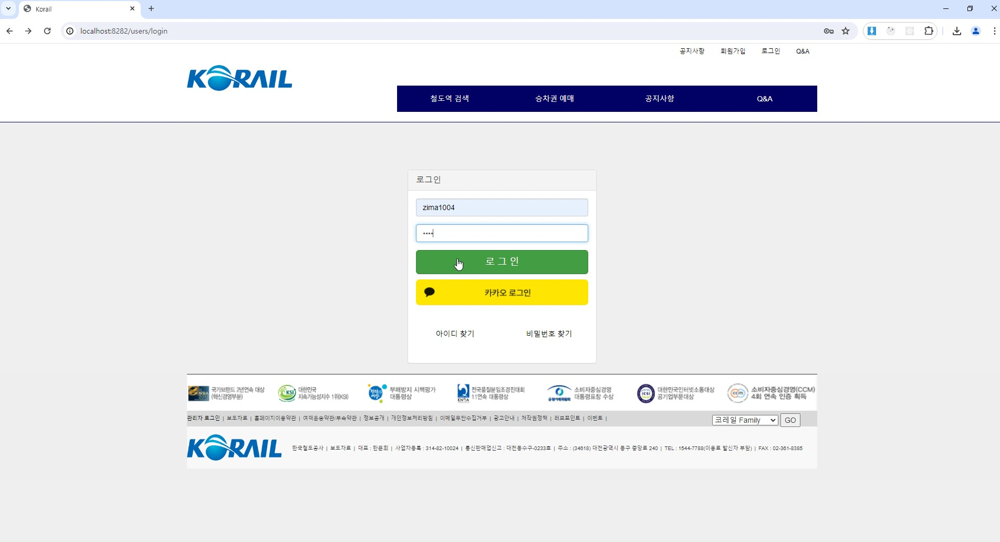 Korail
localhost:8282/users/login
공지사항 회원가입 로그인 Q&A
KORAIL
철도역 검색 승차권 예매 공지사항 Q&A
로그인
zima1004
••••
로 그 인
카카오 로그인
아이디 찾기 비밀번호 찾기
국가브랜드 2년연속 대상 대한민국 부패방지 시책평가 전국품질분임조경진대회 소비자중심경영 대한민국인터넷소통대상 소비자중심경영(CCM)
(혁신경영부문) 지속가능성지수 1위(KSI) 대통령상 11연속 대통령상 대통령표창 수상 공기업부문대상 4회 연속 인증 획득
NBA KSI 공정거래위원회 ICSI ccm
관리자 로그인 | 보도자료 | 홈페이지이용약관 | 여객운송약관/부속약관 | 정보공개 | 개인정보처리방침 | 이메일무단수집거부 | 광고안내 | 저작권정책 | 러브포인트 | 이벤트 |
코레일 Family GO
KORAIL
한국철도공사 | 보도자료 | 대표 : 한문희 | 사업자등록 : 314-82-10024 | 통신판매업신고 : 대전동수구-0233호 | 주소 : (34618) 대전광역시 동구 중앙로 240 | TEL : 1544-7788(이용료 발신자 부담) | FAX : 02-361-8385